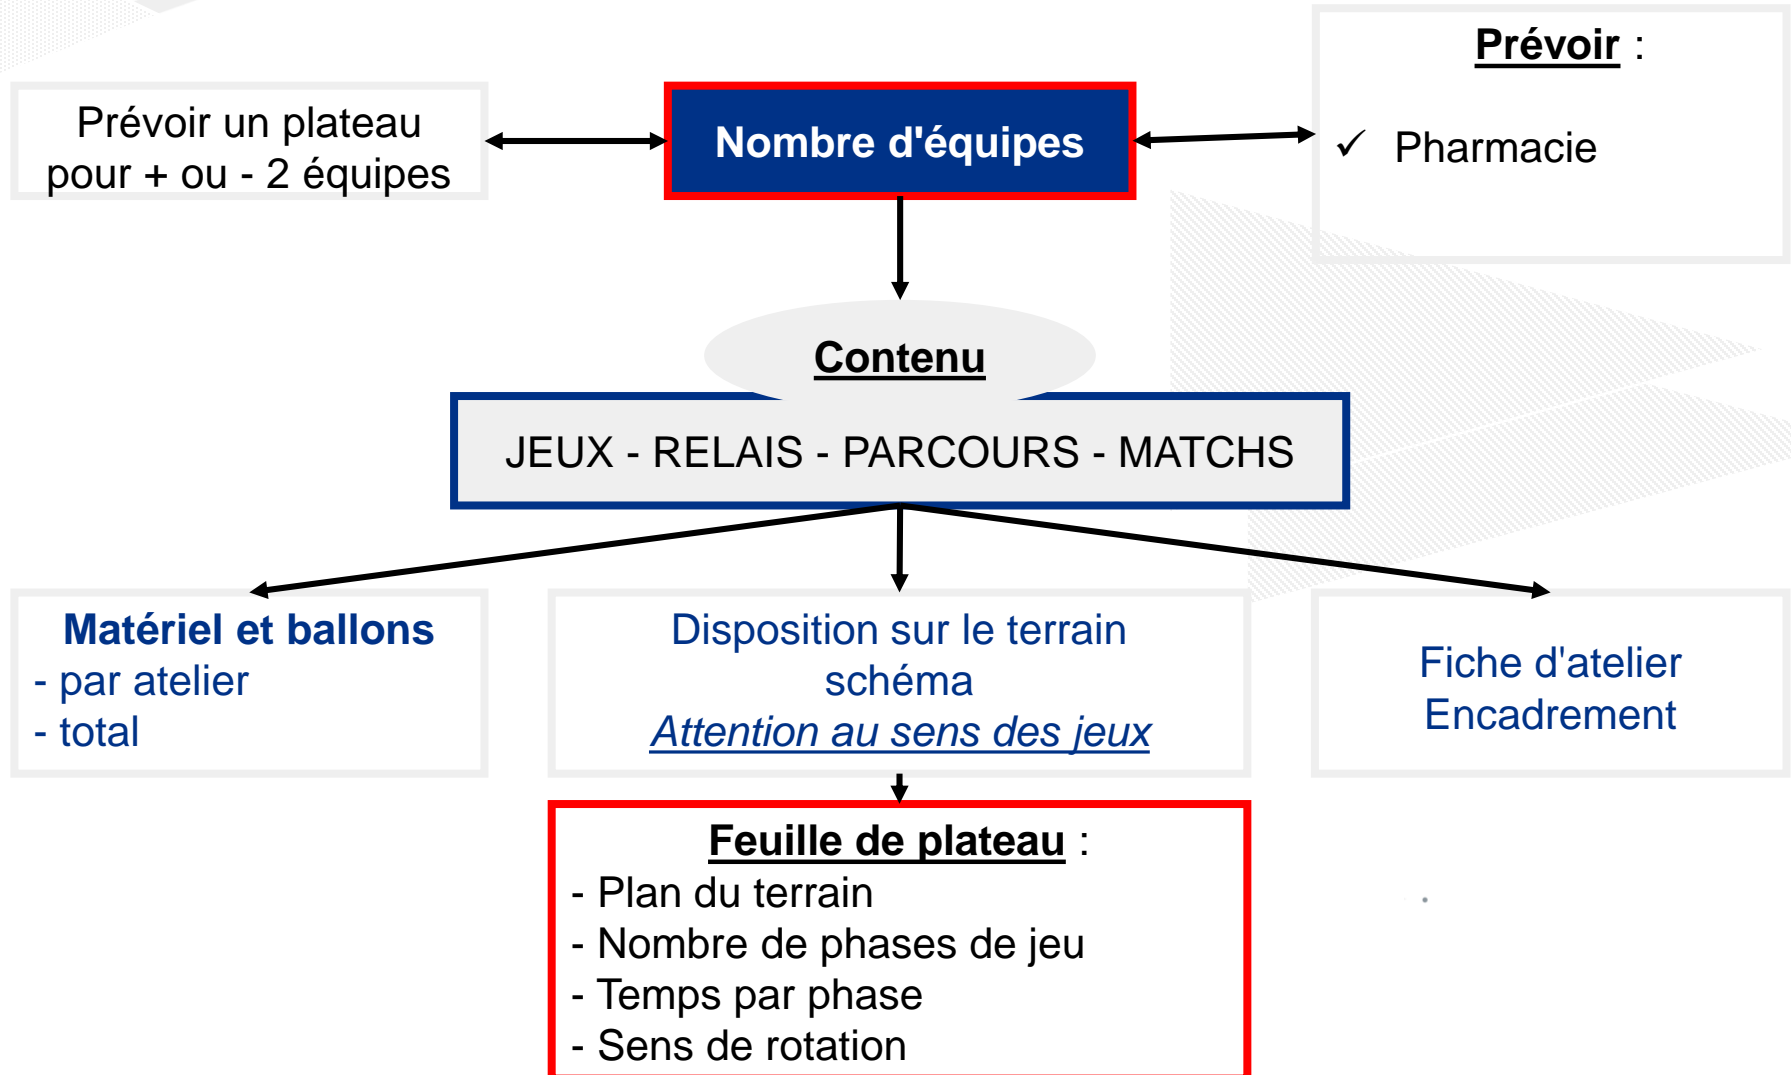 Prévoir un plateau
pour + ou - 2 équipes
Nombre d'équipes
Prévoir :
✓ Pharmacie
Contenu
JEUX - RELAIS - PARCOURS - MATCHS
Matériel et ballons
- par atelier
- total
Disposition sur le terrain
schéma
Attention au sens des jeux
Fiche d'atelier
Encadrement
Feuille de plateau :
- Plan du terrain
- Nombre de phases de jeu
- Temps par phase
- Sens de rotation